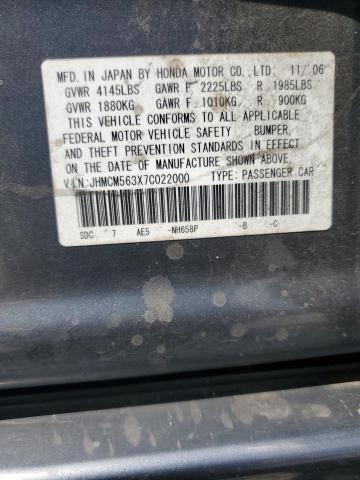 MFD. IN JAPAN BY HONDA MOTOR CO., LTD. 11/'06
GVWR 4145LBS GAWR F 2225LBS R 1985LBS
GVWR 1880KG GAWR F 1010KG R 900KG
THIS VEHICLE CONFORMS TO ALL APPLICABLE
FEDERAL MOTOR VEHICLE SAFETY BUMPER,
AND THEFT PREVENTION STANDARDS IN EFFECT
ON THE DATE OF MANUFACTURE SHOWN ABOVE.
V.I.N:JHMCM563X7C022000 TYPE: PASSENGER CAR
SDC 7 AE5 -NH658P -B -C